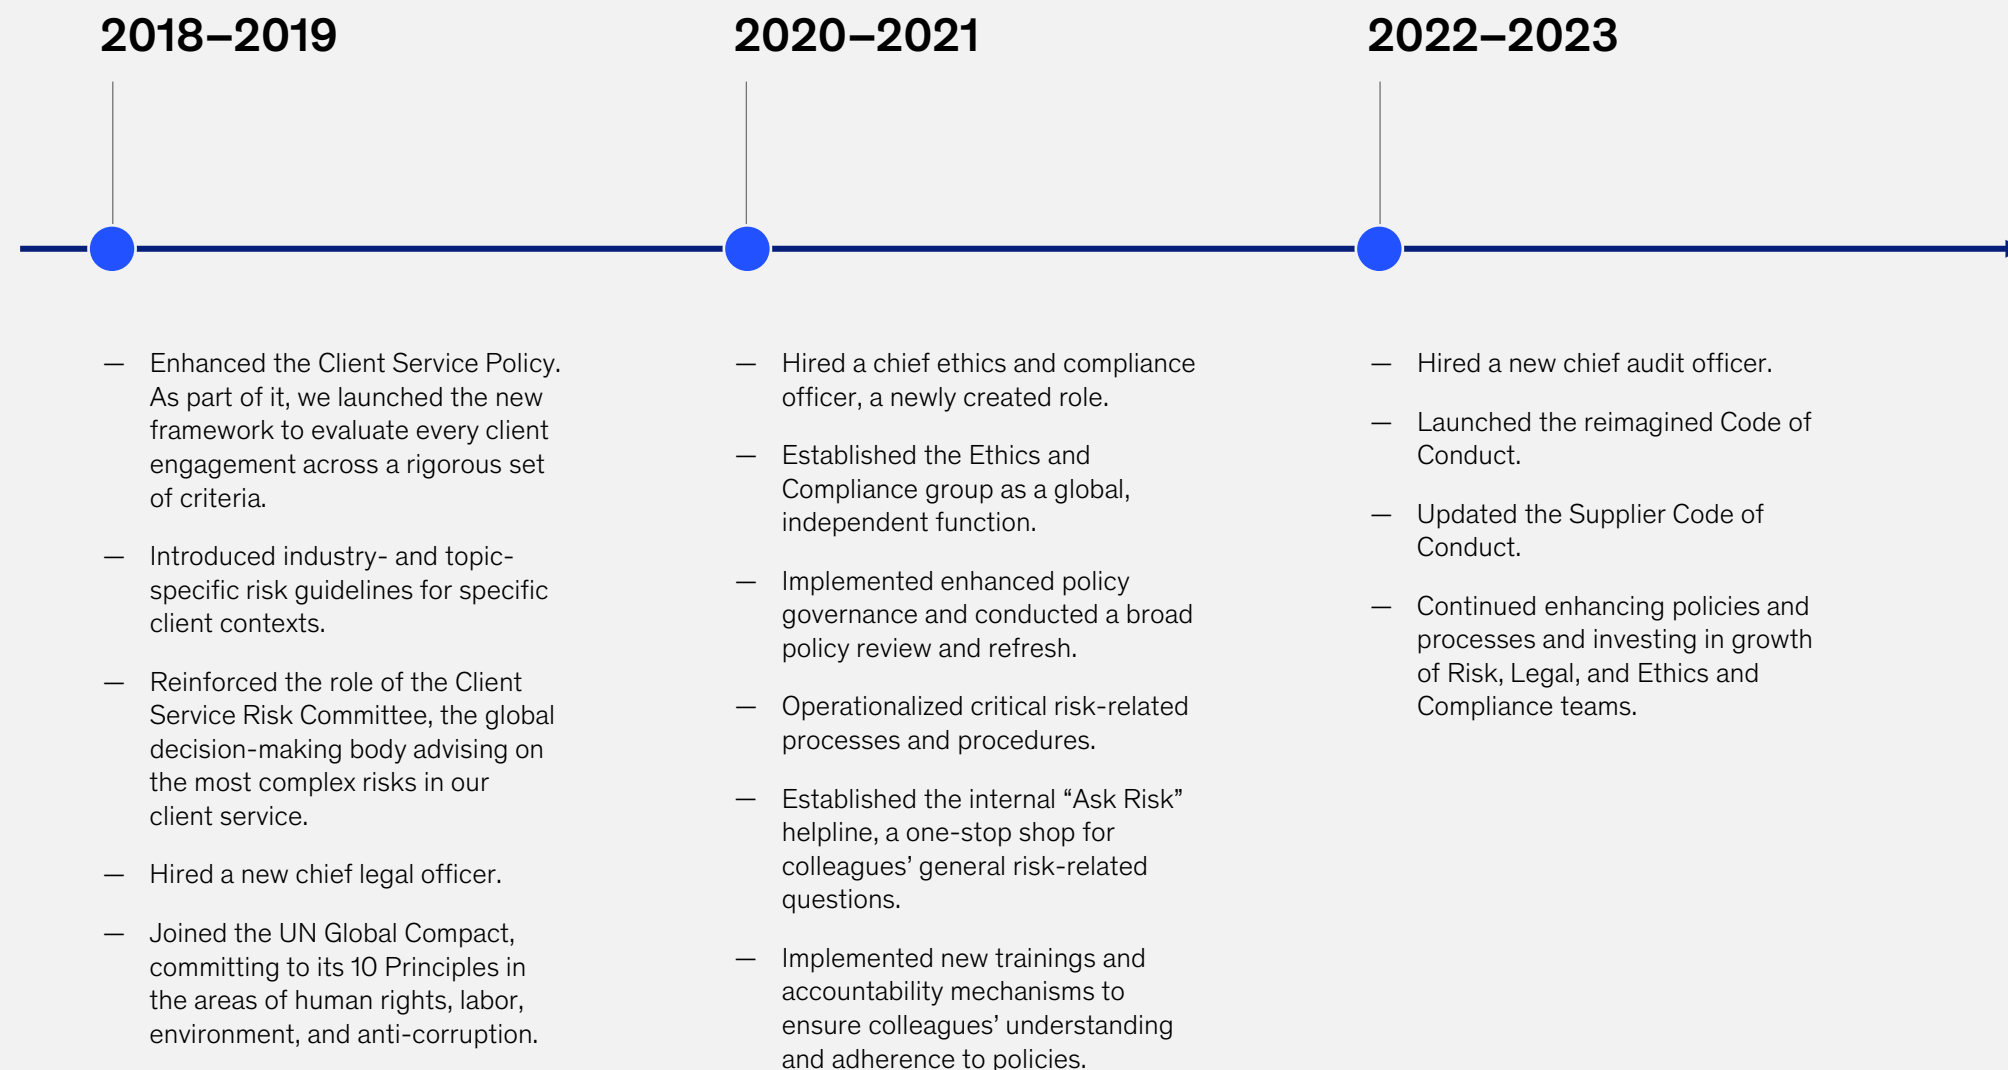 2018–2019
— Enhanced the Client Service Policy.
As part of it, we launched the new
framework to evaluate every client
engagement across a rigorous set
of criteria.
— Introduced industry- and topic-
specific risk guidelines for specific
client contexts.
— Reinforced the role of the Client
Service Risk Committee, the global
decision-making body advising on
the most complex risks in our
client service.
— Hired a new chief legal officer.
— Joined the UN Global Compact,
committing to its 10 Principles in
the areas of human rights, labor,
environment, and anti-corruption.
2020–2021
— Hired a chief ethics and compliance
officer, a newly created role.
— Established the Ethics and
Compliance group as a global,
independent function.
— Implemented enhanced policy
governance and conducted a broad
policy review and refresh.
— Operationalized critical risk-related
processes and procedures.
— Established the internal “Ask Risk”
helpline, a one-stop shop for
colleagues’ general risk-related
questions.
— Implemented new trainings and
accountability mechanisms to
ensure colleagues’ understanding
and adherence to policies.
2022–2023
— Hired a new chief audit officer.
— Launched the reimagined Code of
Conduct.
— Updated the Supplier Code of
Conduct.
— Continued enhancing policies and
processes and investing in growth
of Risk, Legal, and Ethics and
Compliance teams.